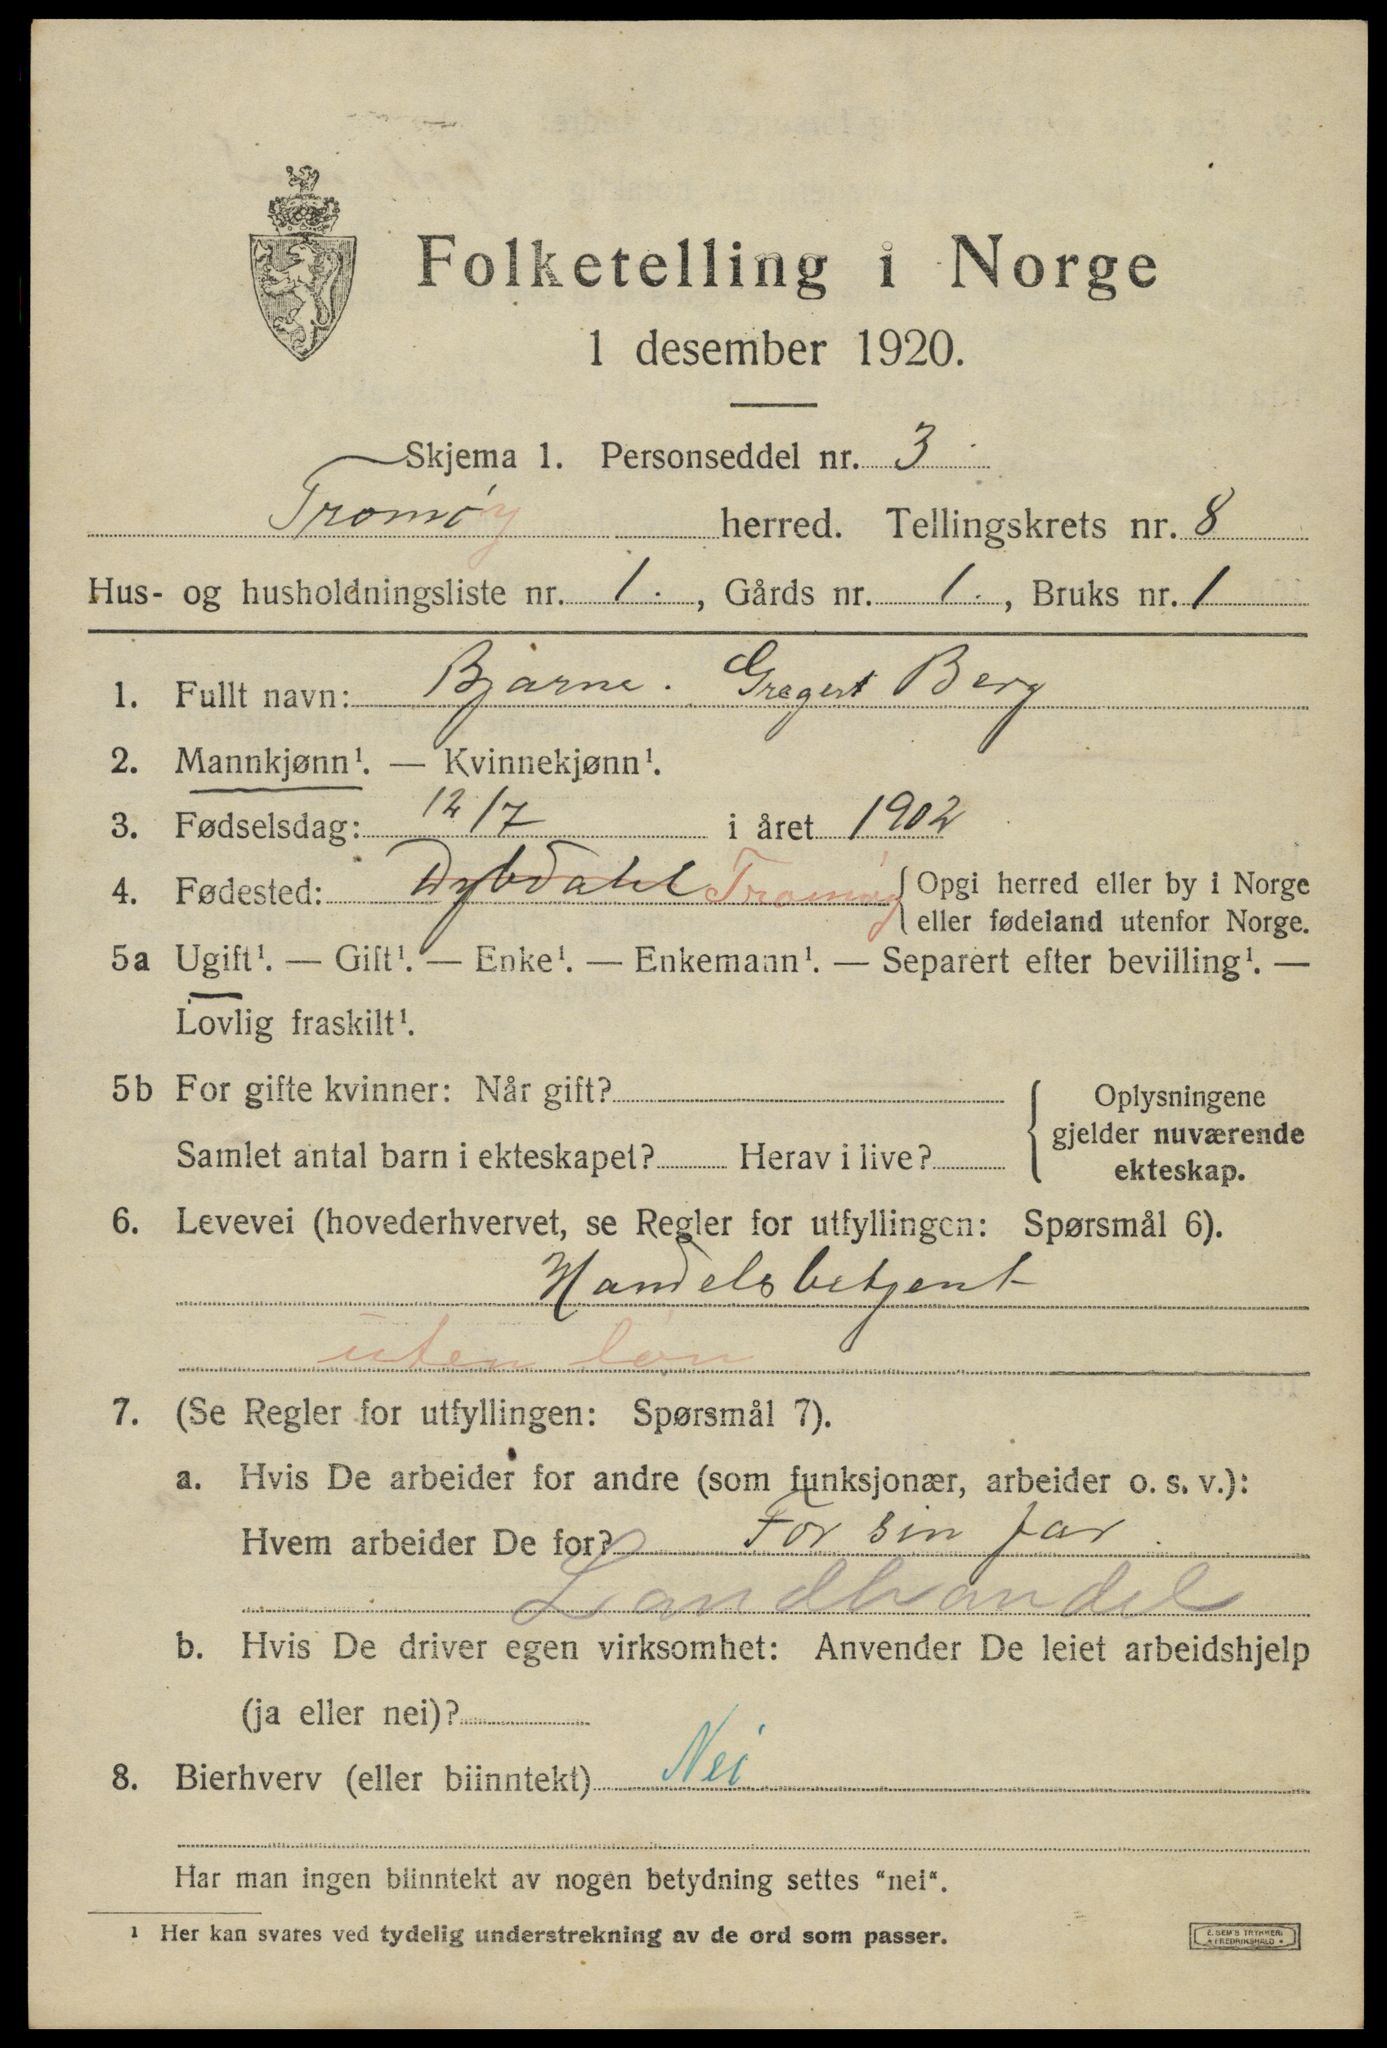 Folketelling i Norge
1 desember 1920.
Skjema 1. Personseddel nr. 3
Tromøy herred. Tellingskrets nr. 8
Hus- og husholdningsliste nr. 1., Gårds nr. 1., Bruks nr. 1
1. Fullt navn: Bjarne. Gregert Berg
2. Mannkjønn¹. — Kvinnekjønn¹.
3. Fødselsdag: 12/7 i året 1902
4. Fødested: Dybdahl Tromøy { Opgi herred eller by i Norge
eller fødeland utenfor Norge.
5a Ugift¹. — Gift¹. — Enke¹. — Enkemann¹. — Separert efter bevilling¹. —
Lovlig fraskilt¹.
5b For gifte kvinner: Når gift? { Oplysningene
gjelder nuværende
Samlet antal barn i ekteskapet? Herav i live?
ekteskap.
6. Levevei (hovederhvervet, se Regler for utfyllingen: Spørsmål 6).
Handelsbetjent
uten løn
7. (Se Regler for utfyllingen: Spørsmål 7).
a. Hvis De arbeider for andre (som funksjonær, arbeider o. s. v.):
Hvem arbeider De for? For sin far
Landhandel
b. Hvis De driver egen virksomhet: Anvender De leiet arbeidshjelp
(ja eller nei)?
8. Bierhverv (eller biinntekt) Nei
Har man ingen biinntekt av nogen betydning settes "nei".
¹ Her kan svares ved tydelig understrekning av de ord som passer.
E. SEM'S TRYKKERI
FREDRIKSHALD